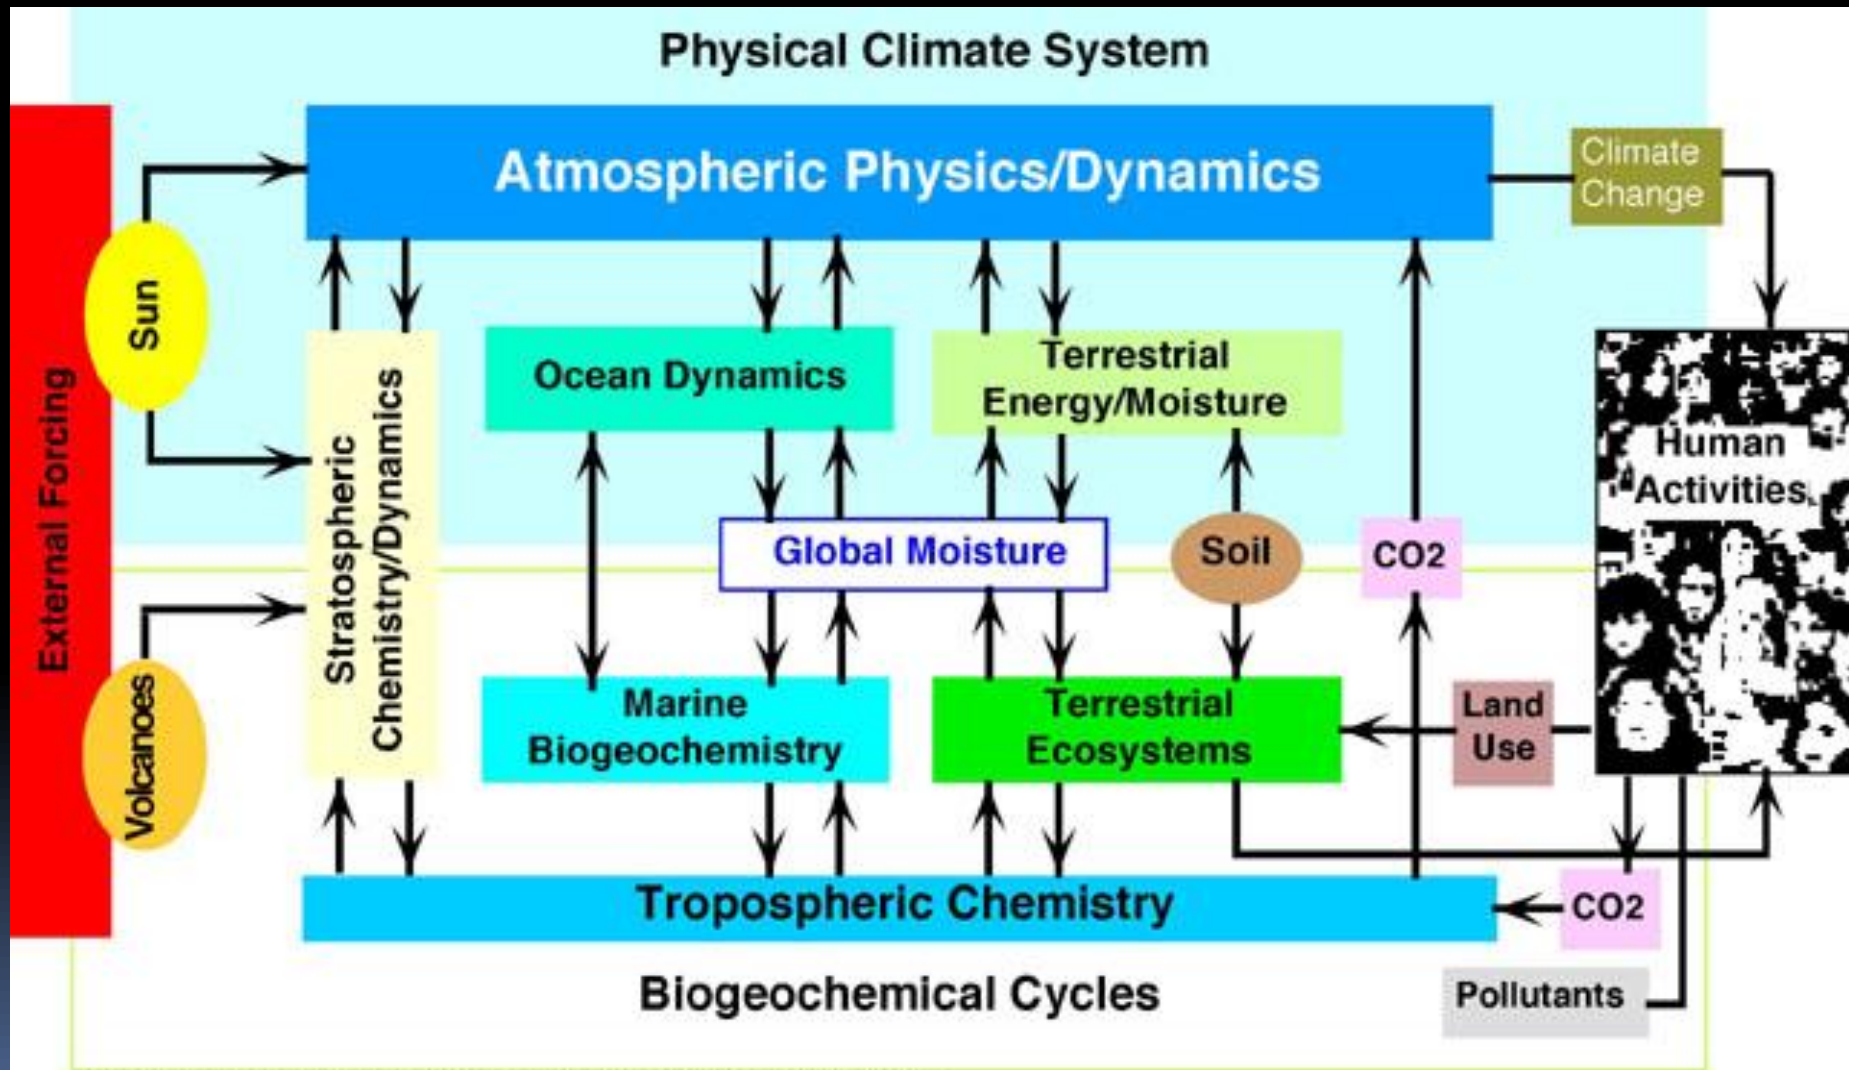 Physical Climate System
Atmospheric Physics/Dynamics
Climate
Change
External Forcing
Sun
Volcanoes
Stratospheric
Chemistry/Dynamics
Ocean Dynamics
Terrestrial
Energy/Moisture
Human
Activities
Global Moisture
Soil
CO2
Marine
Biogeochemistry
Terrestrial
Ecosystems
Land
Use
Tropospheric Chemistry
CO2
Biogeochemical Cycles
Pollutants